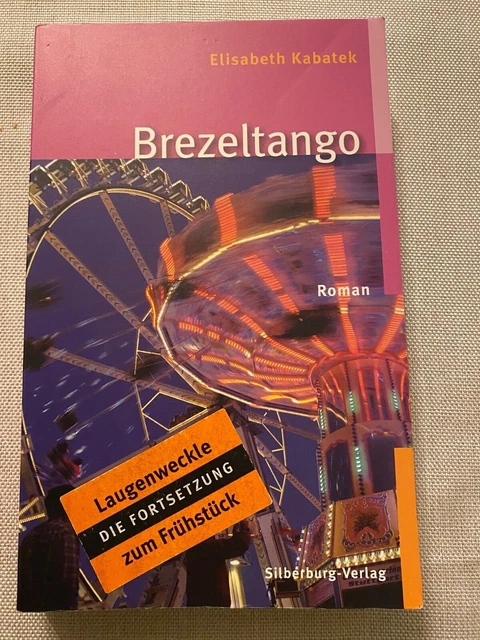 Elisabeth Kabatek
Brezeltango
Roman
Laugenweckle
DIE FORTSETZUNG
zum Frühstück
Silberburg-Verlag